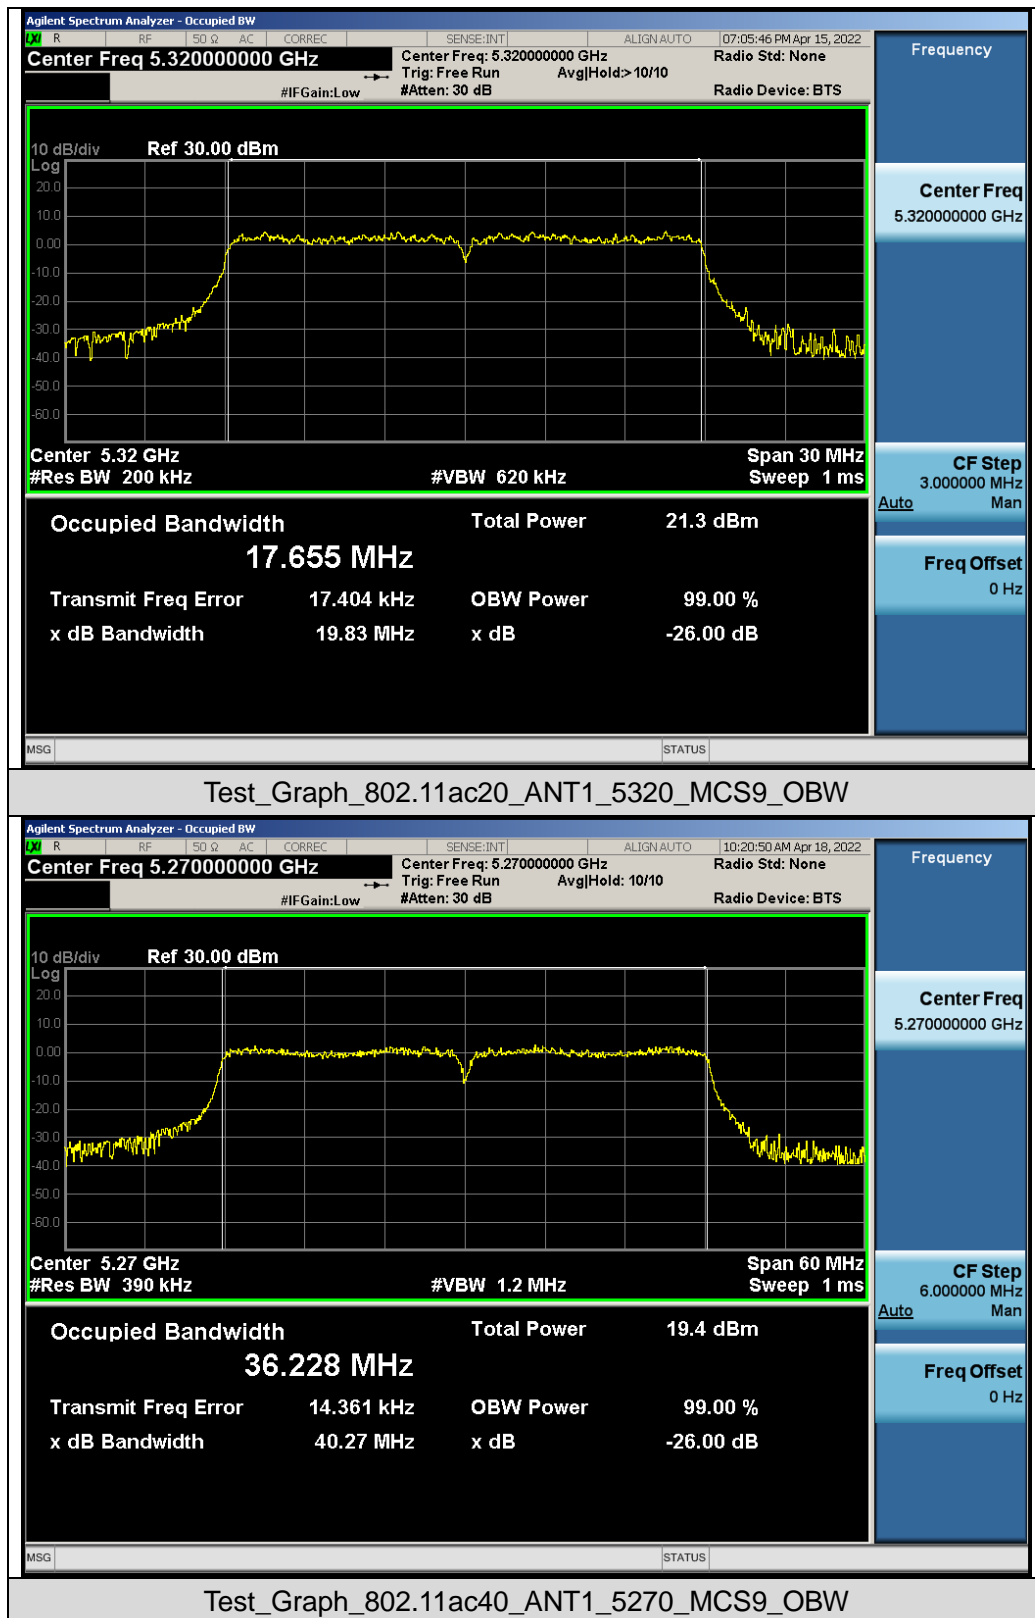 Agilent Spectrum Analyzer - Occupied BW
LXI R RF 50 Ω AC CORREC SENSE:INT ALIGN AUTO 07:05:46 PM Apr 15, 2022
Center Freq 5.320000000 GHz
Center Freq: 5.320000000 GHz
Radio Std: None
Trig: Free Run Avg|Hold:>10/10
#IFGain:Low
#Atten: 30 dB
Radio Device: BTS
Frequency
10 dB/div Ref 30.00 dBm
Log
20.0
10.0
0.00
-10.0
-20.0
-30.0
-40.0
-50.0
-60.0
Center Freq
5.320000000 GHz
Center 5.32 GHz Span 30 MHz
#Res BW 200 kHz #VBW 620 kHz Sweep 1 ms
CF Step
3.000000 MHz
Auto Man
Freq Offset
0 Hz
Occupied Bandwidth Total Power 21.3 dBm
17.655 MHz
Transmit Freq Error 17.404 kHz OBW Power 99.00 %
x dB Bandwidth 19.83 MHz x dB -26.00 dB
MSG STATUS
Test_Graph_802.11ac20_ANT1_5320_MCS9_OBW
Agilent Spectrum Analyzer - Occupied BW
LXI R RF 50 Ω AC CORREC SENSE:INT ALIGN AUTO 10:20:50 AM Apr 18, 2022
Center Freq 5.270000000 GHz
Center Freq: 5.270000000 GHz
Radio Std: None
Trig: Free Run Avg|Hold: 10/10
#IFGain:Low
#Atten: 30 dB
Radio Device: BTS
Frequency
10 dB/div Ref 30.00 dBm
Log
20.0
10.0
0.00
-10.0
-20.0
-30.0
-40.0
-50.0
-60.0
Center Freq
5.270000000 GHz
Center 5.27 GHz Span 60 MHz
#Res BW 390 kHz #VBW 1.2 MHz Sweep 1 ms
CF Step
6.000000 MHz
Auto Man
Freq Offset
0 Hz
Occupied Bandwidth Total Power 19.4 dBm
36.228 MHz
Transmit Freq Error 14.361 kHz OBW Power 99.00 %
x dB Bandwidth 40.27 MHz x dB -26.00 dB
MSG STATUS
Test_Graph_802.11ac40_ANT1_5270_MCS9_OBW